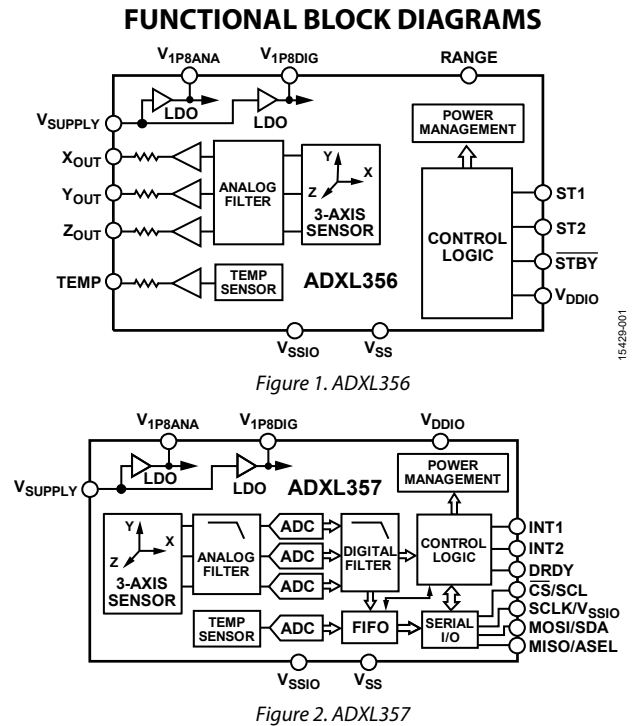 FUNCTIONAL BLOCK DIAGRAMS
V1P8ANA
V1P8DIG
RANGE
LDO
LDO
POWER
MANAGEMENT
VSUPPLY
XOUT
YOUT
ZOUT
TEMP
ANALOG
FILTER
Y
X
Z
3-AXIS
SENSOR
TEMP
SENSOR
ADXL356
CONTROL
LOGIC
ST1
ST2
STBY
VDDIO
VSSIO
VSS
15429-001
Figure 1. ADXL356
V1P8ANA
V1P8DIG
VDDIO
LDO
LDO
ADXL357
POWER
MANAGEMENT
VSUPPLY
Y
X
Z
3-AXIS
SENSOR
ANALOG
FILTER
ADC
ADC
ADC
DIGITAL
FILTER
CONTROL
LOGIC
TEMP
SENSOR
ADC
FIFO
SERIAL
I/O
INT1
INT2
DRDY
CS/SCL
SCLK/VSSIO
MOSI/SDA
MISO/ASEL
VSSIO
VSS
Figure 2. ADXL357